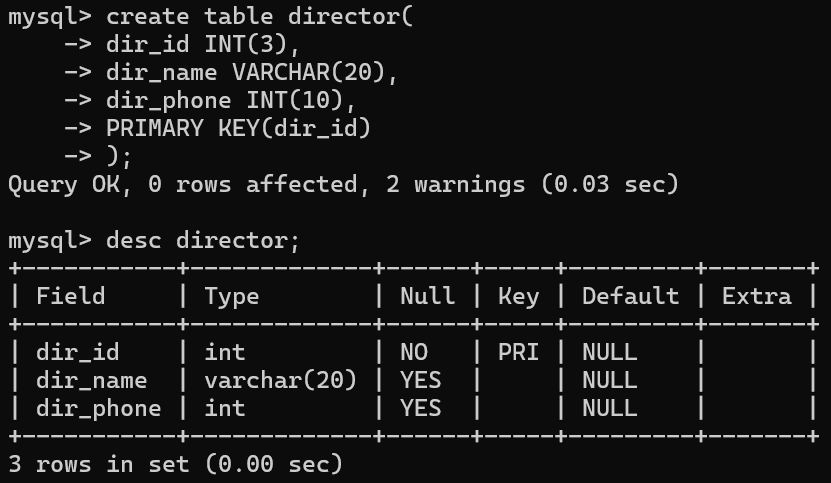 mysql> create table director(
    -> dir_id INT(3),
    -> dir_name VARCHAR(20),
    -> dir_phone INT(10),
    -> PRIMARY KEY(dir_id)
    -> );
Query OK, 0 rows affected, 2 warnings (0.03 sec)

mysql> desc director;
+-----------+-------------+------+-----+---------+-------+
| Field     | Type        | Null | Key | Default | Extra |
+-----------+-------------+------+-----+---------+-------+
| dir_id    | int         | NO   | PRI | NULL    |       |
| dir_name  | varchar(20) | YES  |     | NULL    |       |
| dir_phone | int         | YES  |     | NULL    |       |
+-----------+-------------+------+-----+---------+-------+
3 rows in set (0.00 sec)